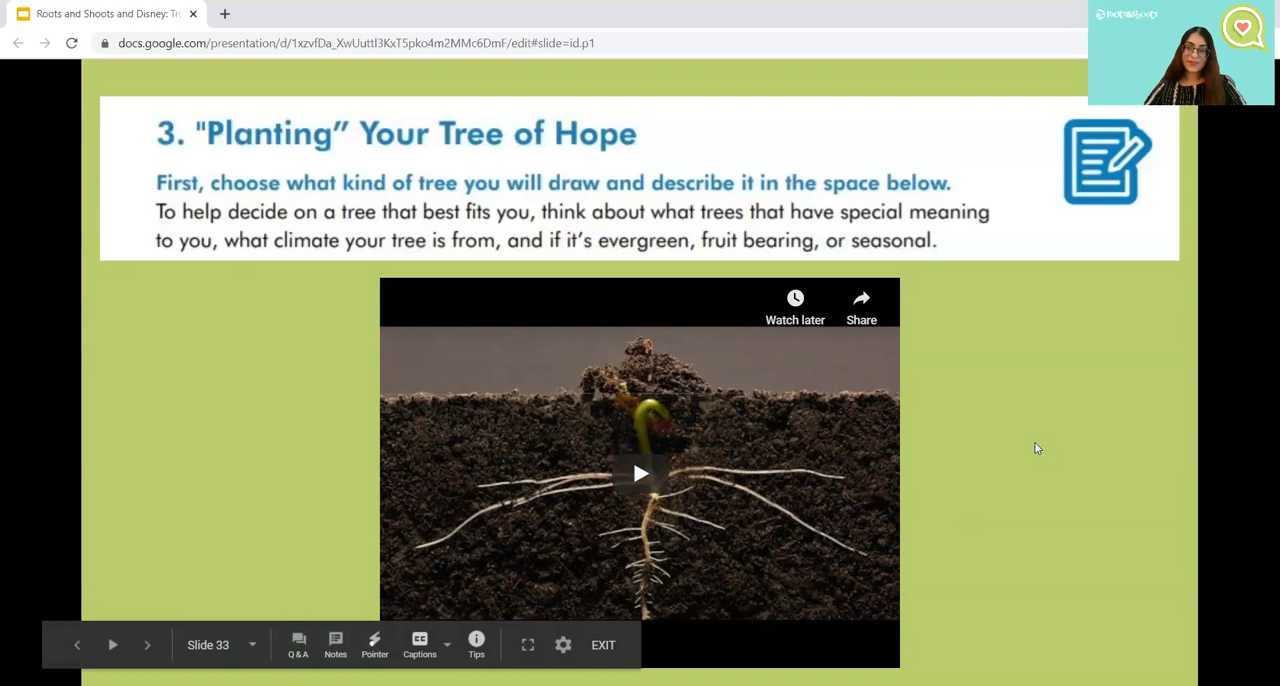 Roots and Shoots and Disney: Tr
docs.google.com/presentation/d/1xzvfDa_XwUuttl3KxT5pko4m2MMc6DmF/edit#slide=id.p1
roots&shoots
3. "Planting” Your Tree of Hope
First, choose what kind of tree you will draw and describe it in the space below.
To help decide on a tree that best fits you, think about what trees that have special meaning
to you, what climate your tree is from, and if it’s evergreen, fruit bearing, or seasonal.
Watch later
Share
Slide 33
Q & A
Notes
Pointer
CC
Captions
Tips
EXIT